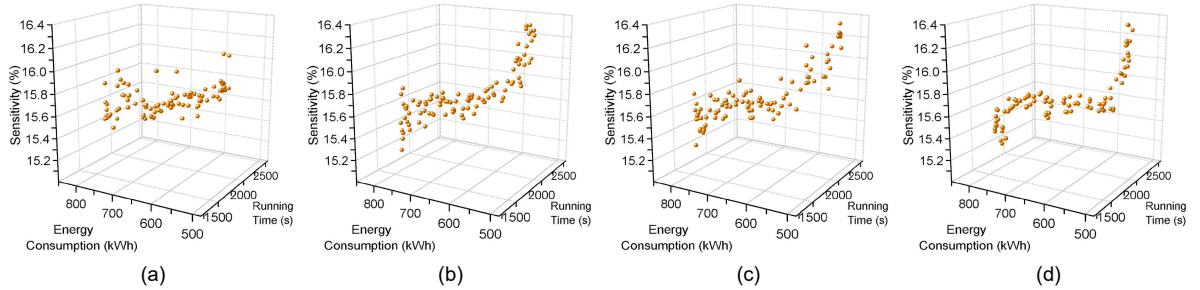 16.4
16.2
16.0
15.8
15.6
15.4
15.2
Sensitivity (%)
800
700
600
500
Energy
Consumption (kWh)
1500
2000
2500
Running
Time (s)
(a)
16.4
16.2
16.0
15.8
15.6
15.4
15.2
Sensitivity (%)
800
700
600
500
Energy
Consumption (kWh)
1500
2000
2500
Running
Time (s)
(b)
16.4
16.2
16.0
15.8
15.6
15.4
15.2
Sensitivity (%)
800
700
600
500
Energy
Consumption (kWh)
1500
2000
2500
Running
Time (s)
(c)
16.4
16.2
16.0
15.8
15.6
15.4
15.2
Sensitivity (%)
800
700
600
500
Energy
Consumption (kWh)
1500
2000
2500
Running
Time (s)
(d)